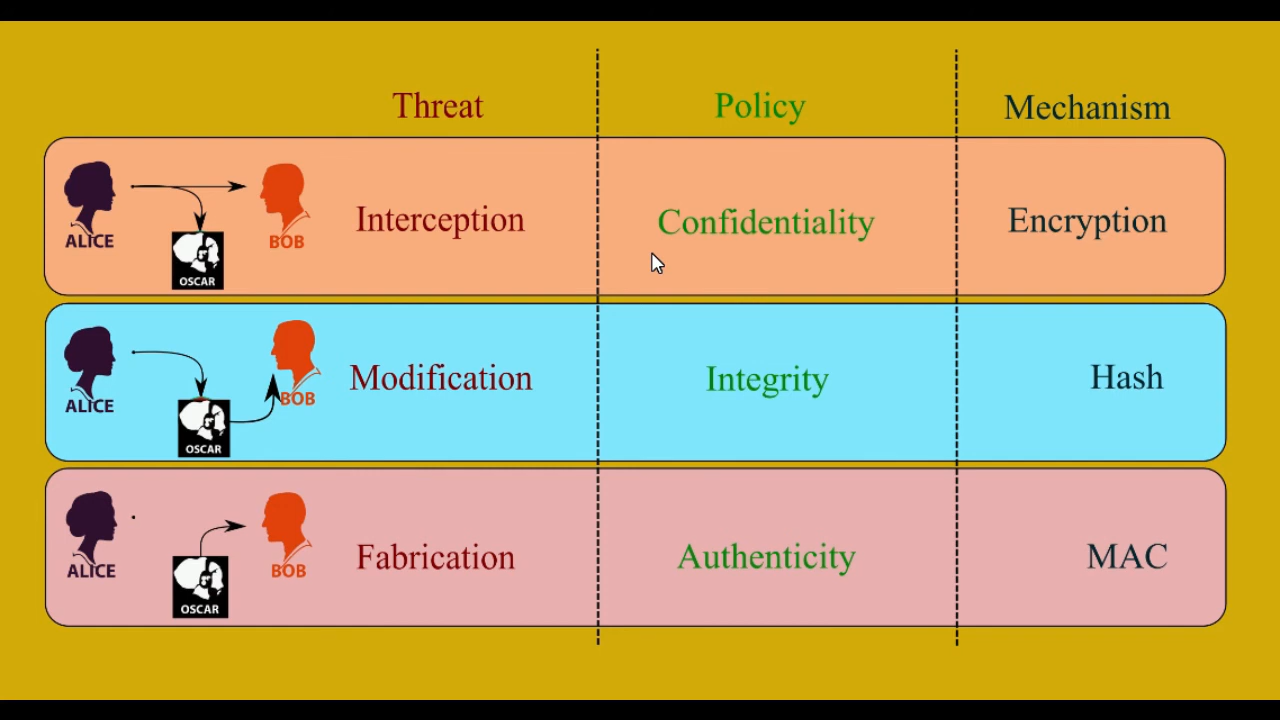 Threat Policy Mechanism
ALICE BOB OSCAR Interception Confidentiality Encryption
ALICE BOB OSCAR Modification Integrity Hash
ALICE BOB OSCAR Fabrication Authenticity MAC